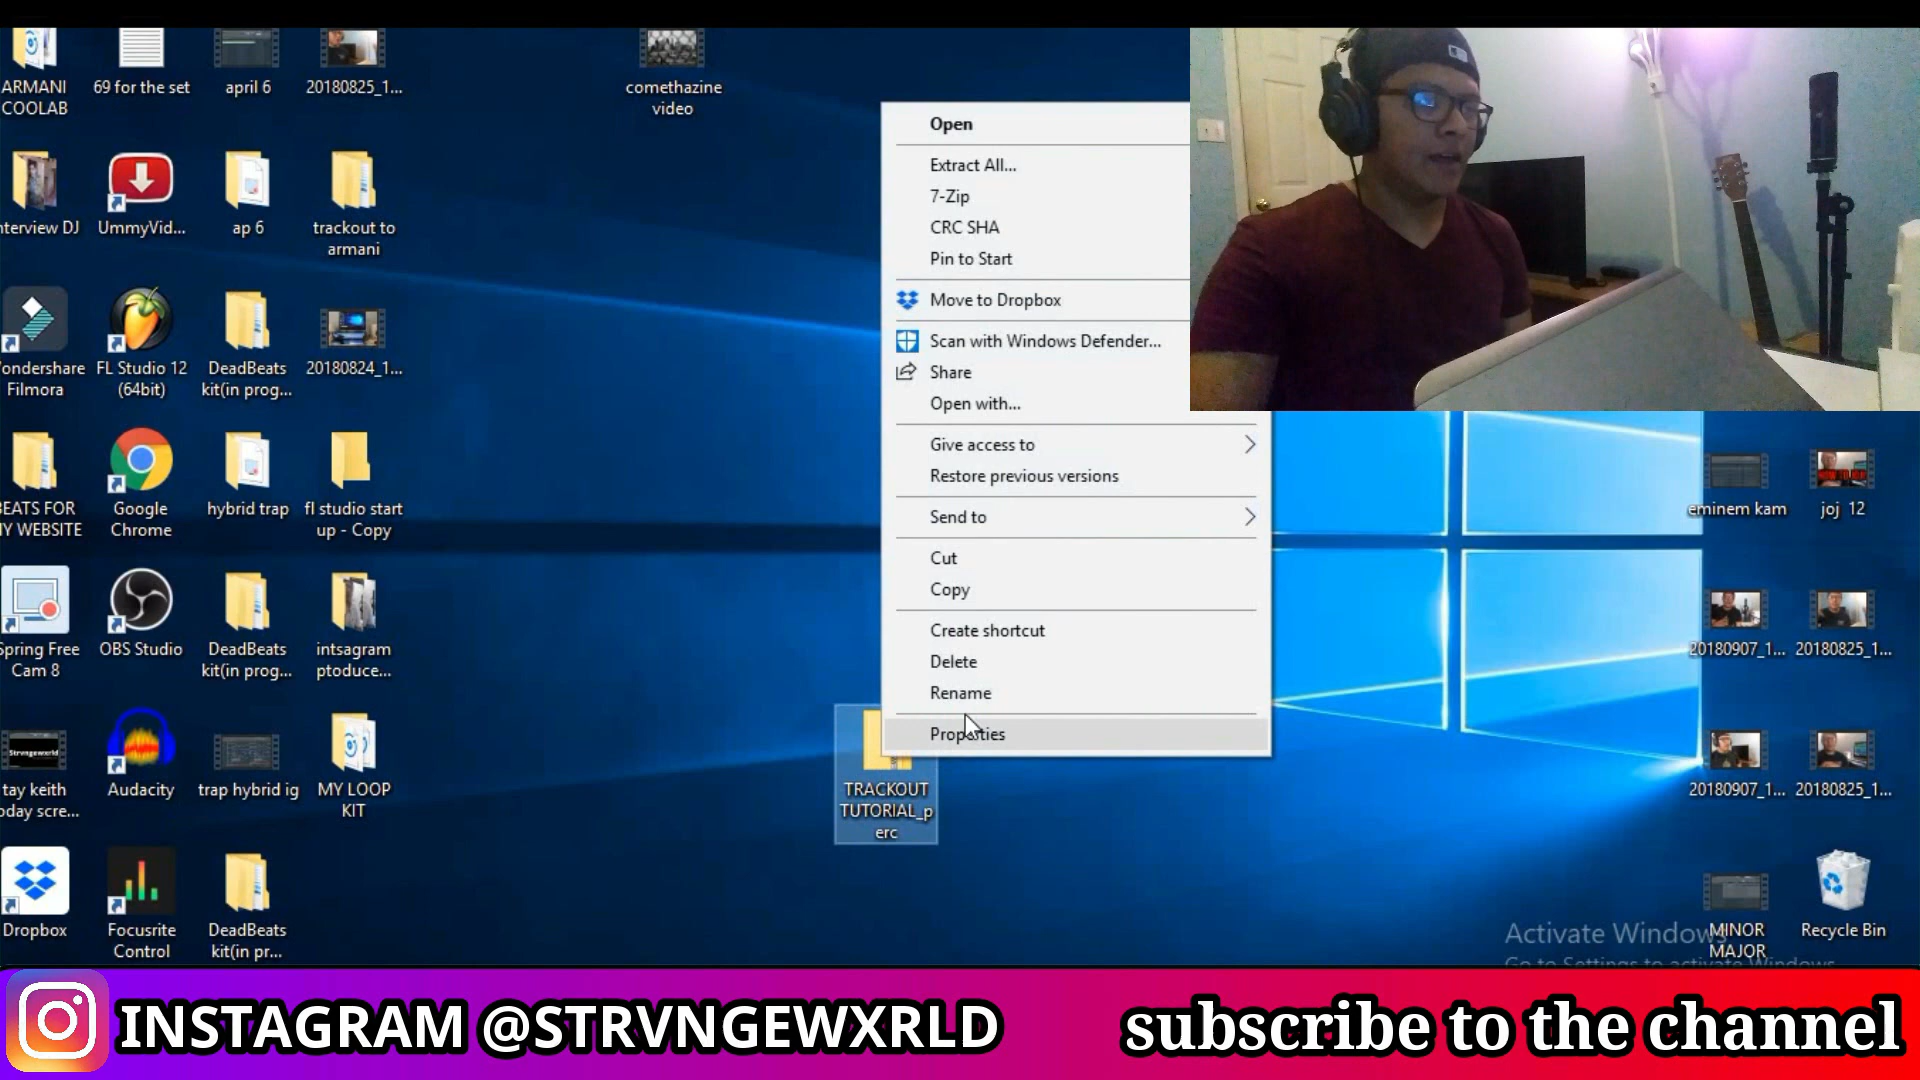 ARMANI
COOLAB
69 for the set
april 6
20180825_1...
comethazine
video
nterview DJ
UmmyVid...
ap 6
trackout to
armani
ondershare
Filmora
FL Studio 12
(64bit)
DeadBeats
kit(in prog...
20180824_1...
BEATS FOR
MY WEBSITE
Google
Chrome
hybrid trap
fl studio start
up - Copy
Spring Free
Cam 8
OBS Studio
DeadBeats
kit(in prog...
intsagram
ptoduce...
Strvngewxrld
tay keith
oday scre...
Audacity
trap hybrid ig
MY LOOP
KIT
Dropbox
Focusrite
Control
DeadBeats
kit(in pr...
Open
Extract All...
7-Zip
CRC SHA
Pin to Start
Move to Dropbox
Scan with Windows Defender...
Share
Open with...
Give access to
Restore previous versions
Send to
Cut
Copy
Create shortcut
Delete
Rename
Properties
TRACKOUT
TUTORIAL_p
erc
eminem kam
joj 12
20180907_1...
20180825_1...
20180907_1...
20180825_1...
MINOR
MAJOR
Recycle Bin
Activate Windows
Go to Settings to activate Windows.
INSTAGRAM @STRVNGEWXRLD
subscribe to the channel